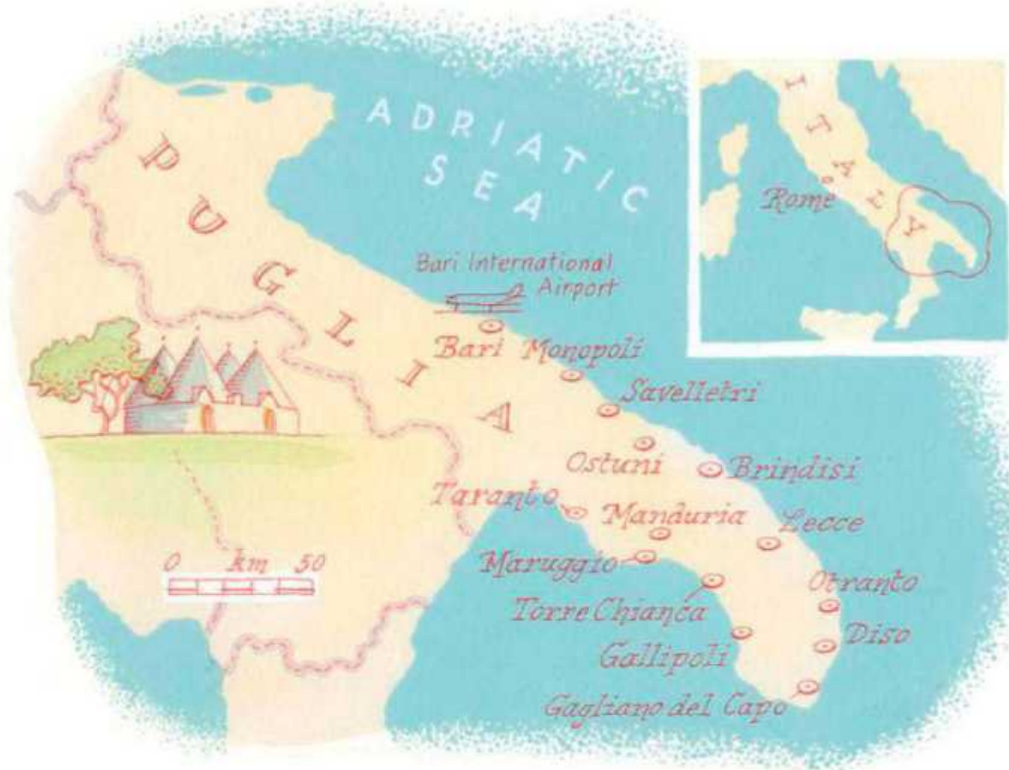 ADRIATIC
SEA
PUGLIA
Bari International
Airport
Bari
Monopoli
Savelletri
Ostuni
Brindisi
Taranto
Manduria
Lecce
Maruggio
Otranto
Torre Chianca
Diso
Gallipoli
Gagliano del Capo
0 km 50
ITALY
Rome